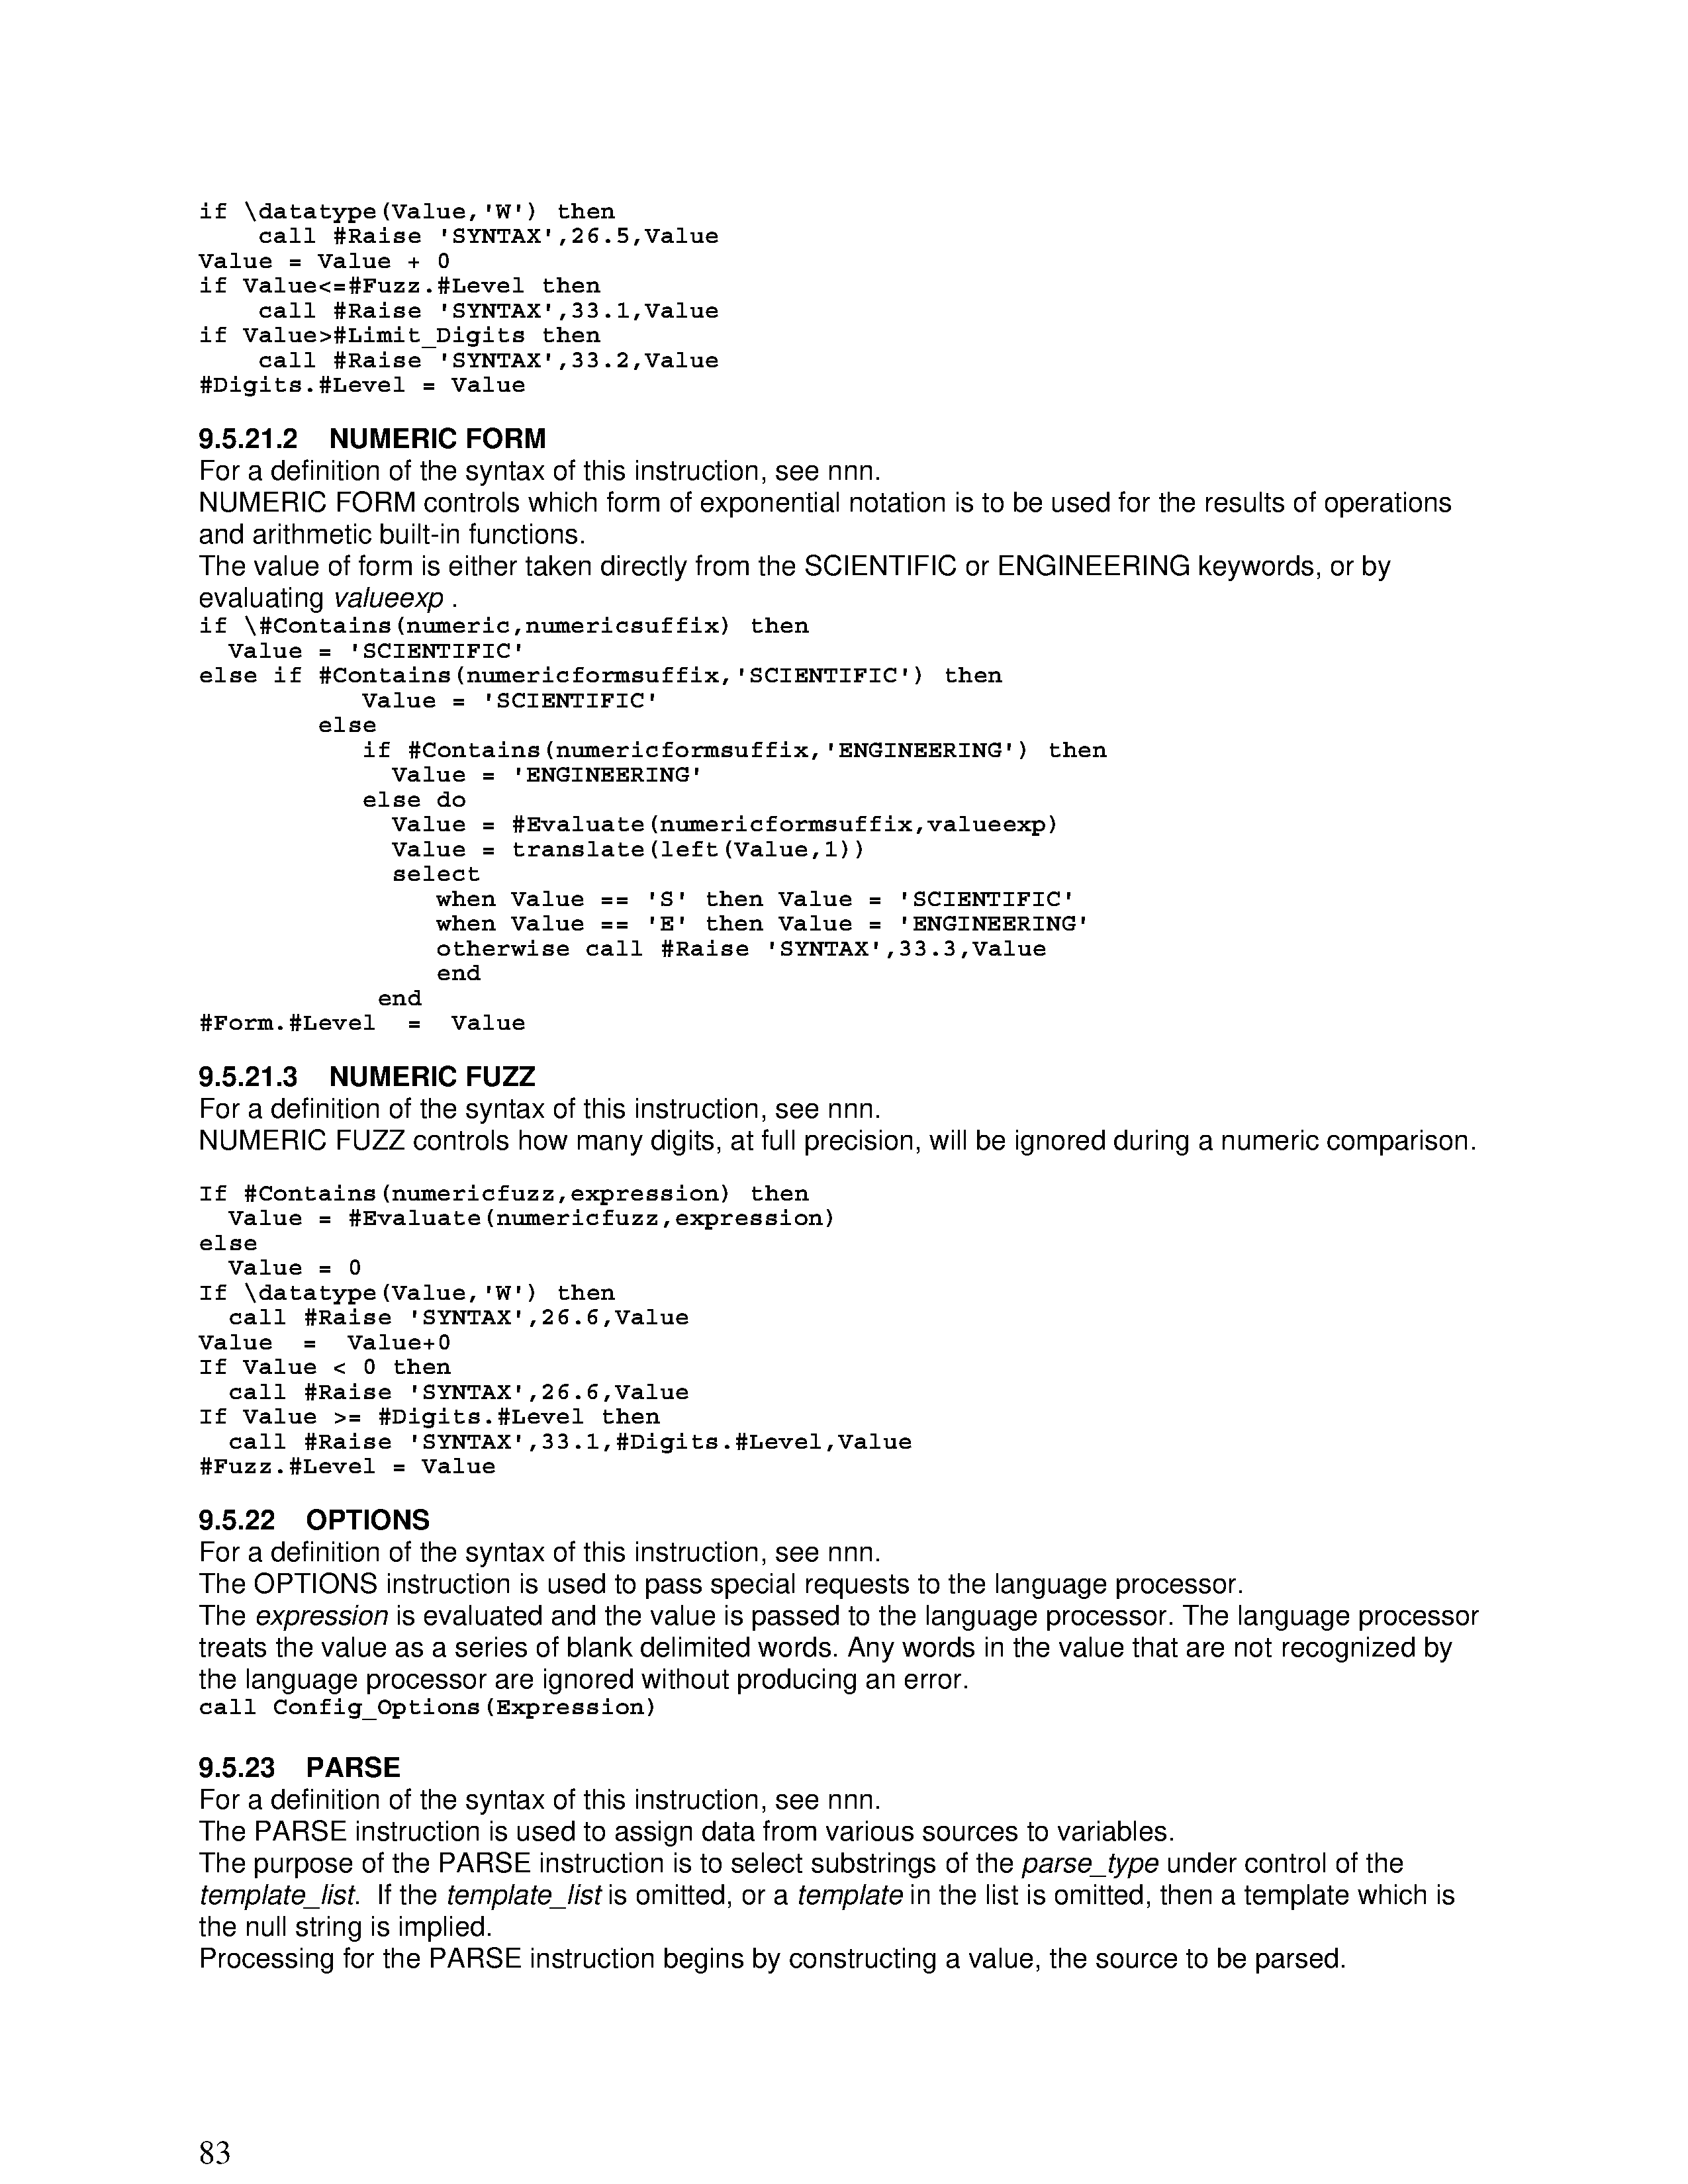 if \datatype(Value,'W') then
    call #Raise 'SYNTAX',26.5,Value
Value = Value + 0
if Value<=#Fuzz.#Level then
    call #Raise 'SYNTAX',33.1,Value
if Value>#Limit_Digits then
    call #Raise 'SYNTAX',33.2,Value
#Digits.#Level = Value
9.5.21.2 NUMERIC FORM
For a definition of the syntax of this instruction, see nnn.
NUMERIC FORM controls which form of exponential notation is to be used for the results of operations
and arithmetic built-in functions.
The value of form is either taken directly from the SCIENTIFIC or ENGINEERING keywords, or by
evaluating valueexp .
if \#Contains(numeric,numericsuffix) then
  Value = 'SCIENTIFIC'
else if #Contains(numericformsuffix,'SCIENTIFIC') then
           Value = 'SCIENTIFIC'
        else
           if #Contains(numericformsuffix,'ENGINEERING') then
             Value = 'ENGINEERING'
           else do
             Value = #Evaluate(numericformsuffix,valueexp)
             Value = translate(left(Value,1))
             select
                when Value == 'S' then Value = 'SCIENTIFIC'
                when Value == 'E' then Value = 'ENGINEERING'
                otherwise call #Raise 'SYNTAX',33.3,Value
                end
            end
#Form.#Level  =  Value
9.5.21.3 NUMERIC FUZZ
For a definition of the syntax of this instruction, see nnn.
NUMERIC FUZZ controls how many digits, at full precision, will be ignored during a numeric comparison.
If #Contains(numericfuzz,expression) then
  Value = #Evaluate(numericfuzz,expression)
else
  Value = 0
If \datatype(Value,'W') then
  call #Raise 'SYNTAX',26.6,Value
Value  =  Value+0
If Value < 0 then
  call #Raise 'SYNTAX',26.6,Value
If Value >= #Digits.#Level then
  call #Raise 'SYNTAX',33.1,#Digits.#Level,Value
#Fuzz.#Level = Value
9.5.22 OPTIONS
For a definition of the syntax of this instruction, see nnn.
The OPTIONS instruction is used to pass special requests to the language processor.
The expression is evaluated and the value is passed to the language processor. The language processor
treats the value as a series of blank delimited words. Any words in the value that are not recognized by
the language processor are ignored without producing an error.
call Config_Options(Expression)
9.5.23 PARSE
For a definition of the syntax of this instruction, see nnn.
The PARSE instruction is used to assign data from various sources to variables.
The purpose of the PARSE instruction is to select substrings of the parse_type under control of the
template_list. If the template_list is omitted, or a template in the list is omitted, then a template which is
the null string is implied.
Processing for the PARSE instruction begins by constructing a value, the source to be parsed.
83